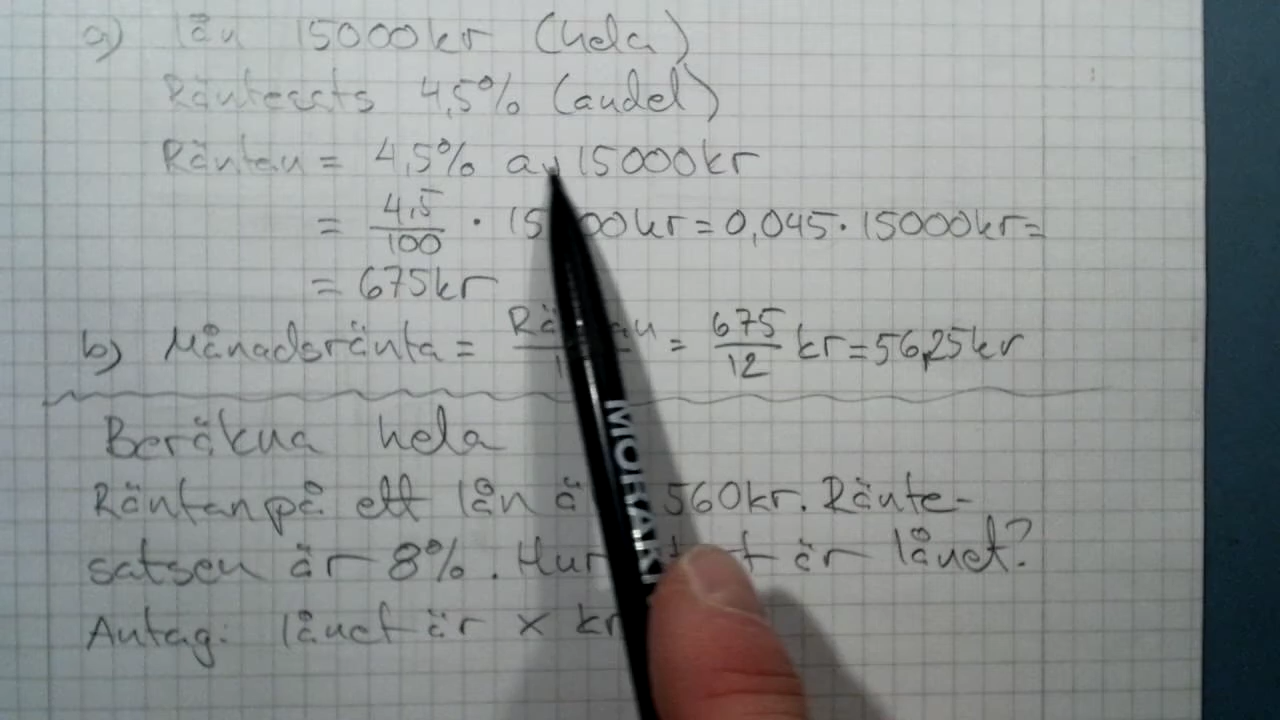 a) lån 15000kr (hela)
Räntesats 4,5% (andel)
Räntan = 4,5% av 15000kr
= 4,5/100 · 15000kr = 0,045 · 15000kr =
= 675kr
b) Månadsränta = Räntan/1 = 675/12 kr = 56,25kr
Beräkna hela
Räntan på ett lån är 560kr. Ränte-
satsen är 8%. Hur är lånet?
Antag: lånet är x kr
MORAKN